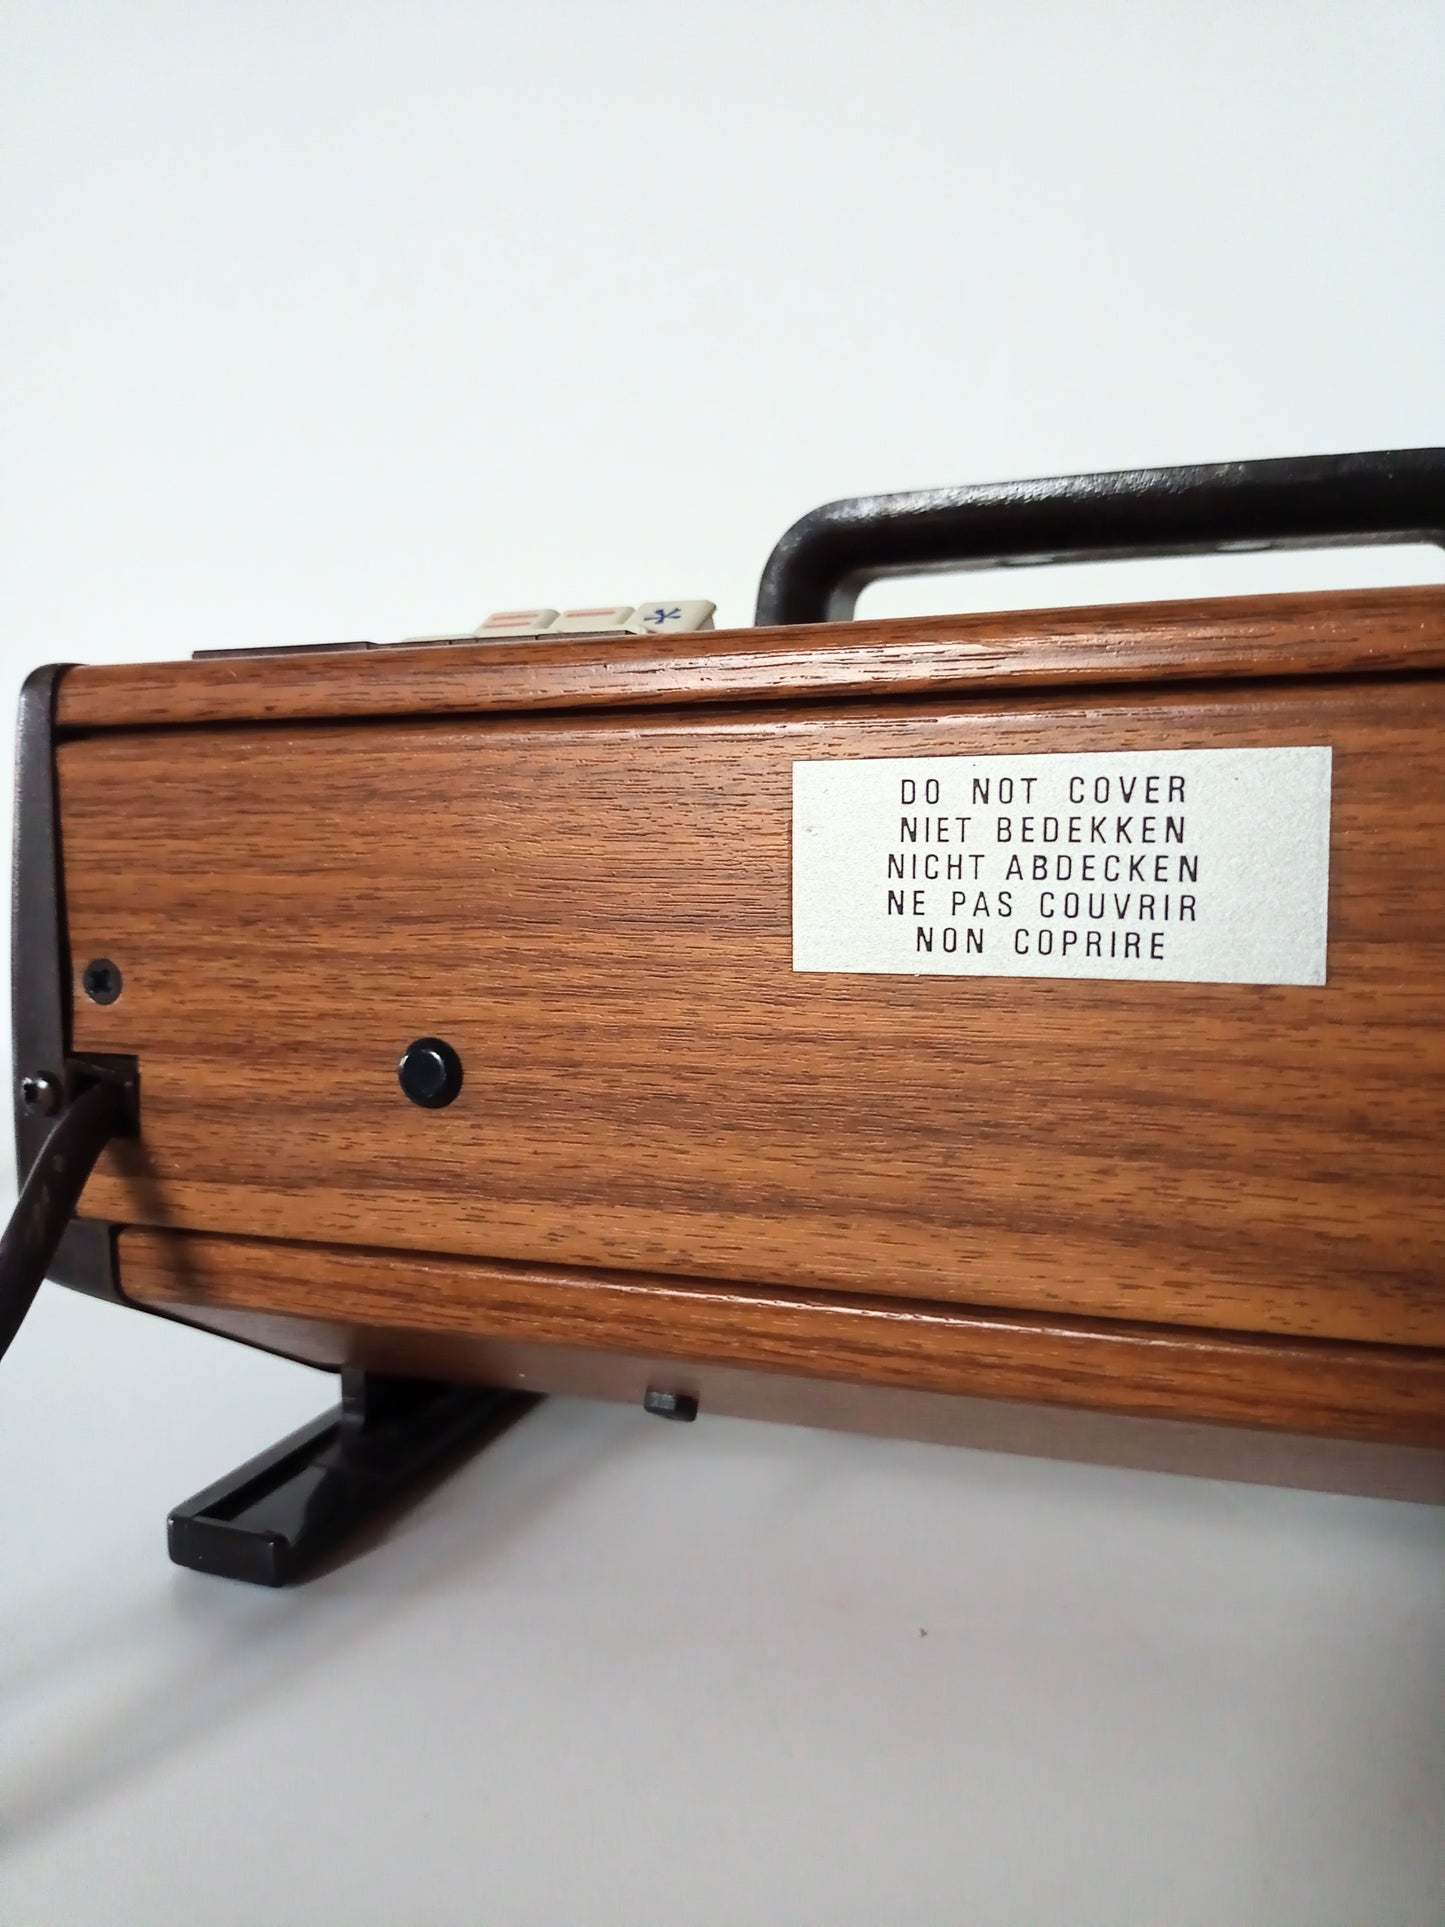 DO NOT COVER
NIET BEDEKKEN
NICHT ABDECKEN
NE PAS COUVRIR
NON COPRIRE